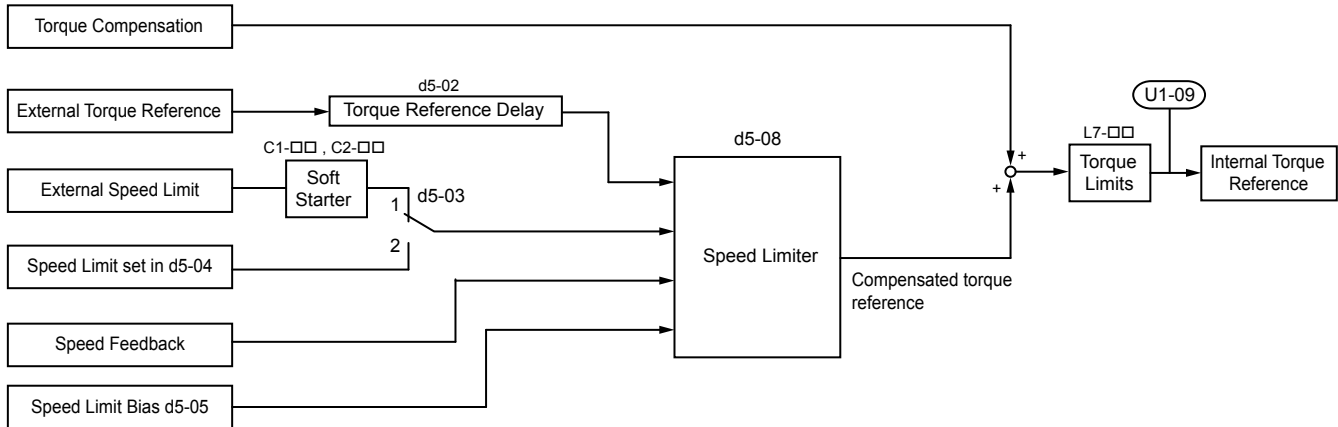 Torque Compensation
External Torque Reference
d5-02
Torque Reference Delay
External Speed Limit
C1-□□ , C2-□□
Soft
Starter
d5-03
1
2
Speed Limit set in d5-04
Speed Feedback
Speed Limit Bias d5-05
d5-08
Speed Limiter
Compensated torque
reference
+
+
L7-□□
Torque
Limits
U1-09
Internal Torque
Reference